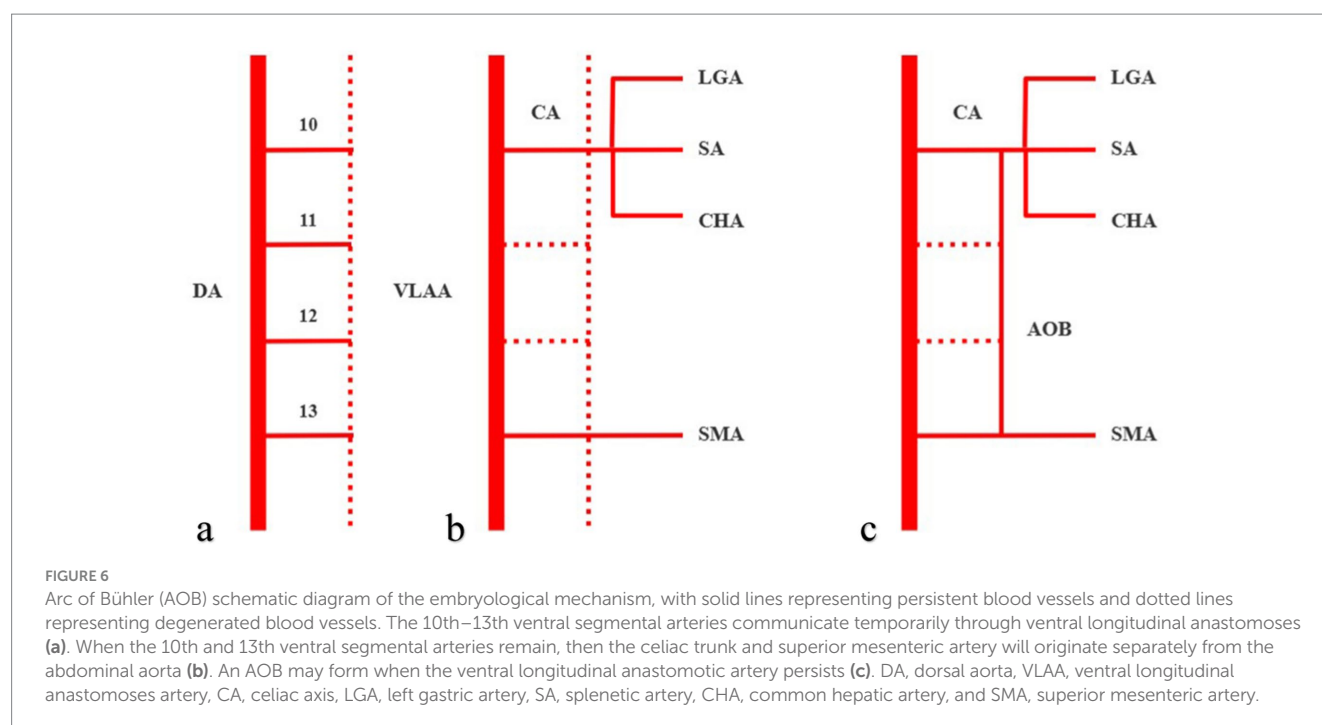 LGA
LGA
CA
CA
10
SA
SA
CHA
CHA
11
DA
VLAA
12
AOB
13
SMA
SMA
a
b
c
FIGURE 6
Arc of Bühler (AOB) schematic diagram of the embryological mechanism, with solid lines representing persistent blood vessels and dotted lines
representing degenerated blood vessels. The 10th–13th ventral segmental arteries communicate temporarily through ventral longitudinal anastomoses
(a). When the 10th and 13th ventral segmental arteries remain, then the celiac trunk and superior mesenteric artery will originate separately from the
abdominal aorta (b). An AOB may form when the ventral longitudinal anastomotic artery persists (c). DA, dorsal aorta, VLAA, ventral longitudinal
anastomoses artery, CA, celiac axis, LGA, left gastric artery, SA, splenetic artery, CHA, common hepatic artery, and SMA, superior mesenteric artery.